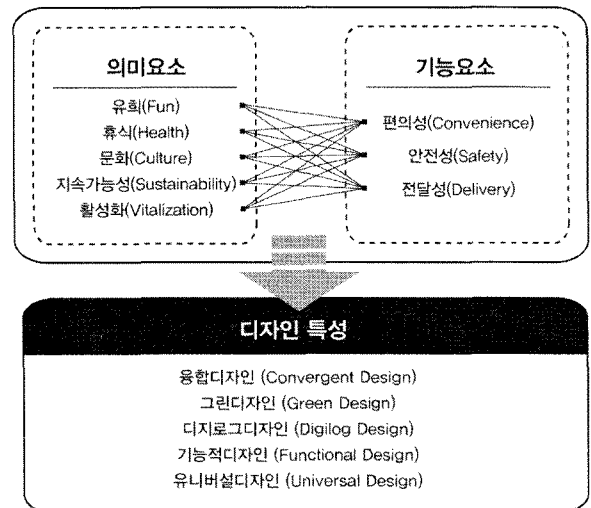 의미요소
유희(Fun)
휴식(Health)
문화(Culture)
지속가능성(Sustainability)
활성화(Vitalization)
기능요소
편의성(Convenience)
안전성(Safety)
전달성(Delivery)
디자인 특성
융합디자인 (Convergent Design)
그린디자인 (Green Design)
디지로그디자인 (Digilog Design)
기능적디자인 (Functional Design)
유니버설디자인 (Universal Design)